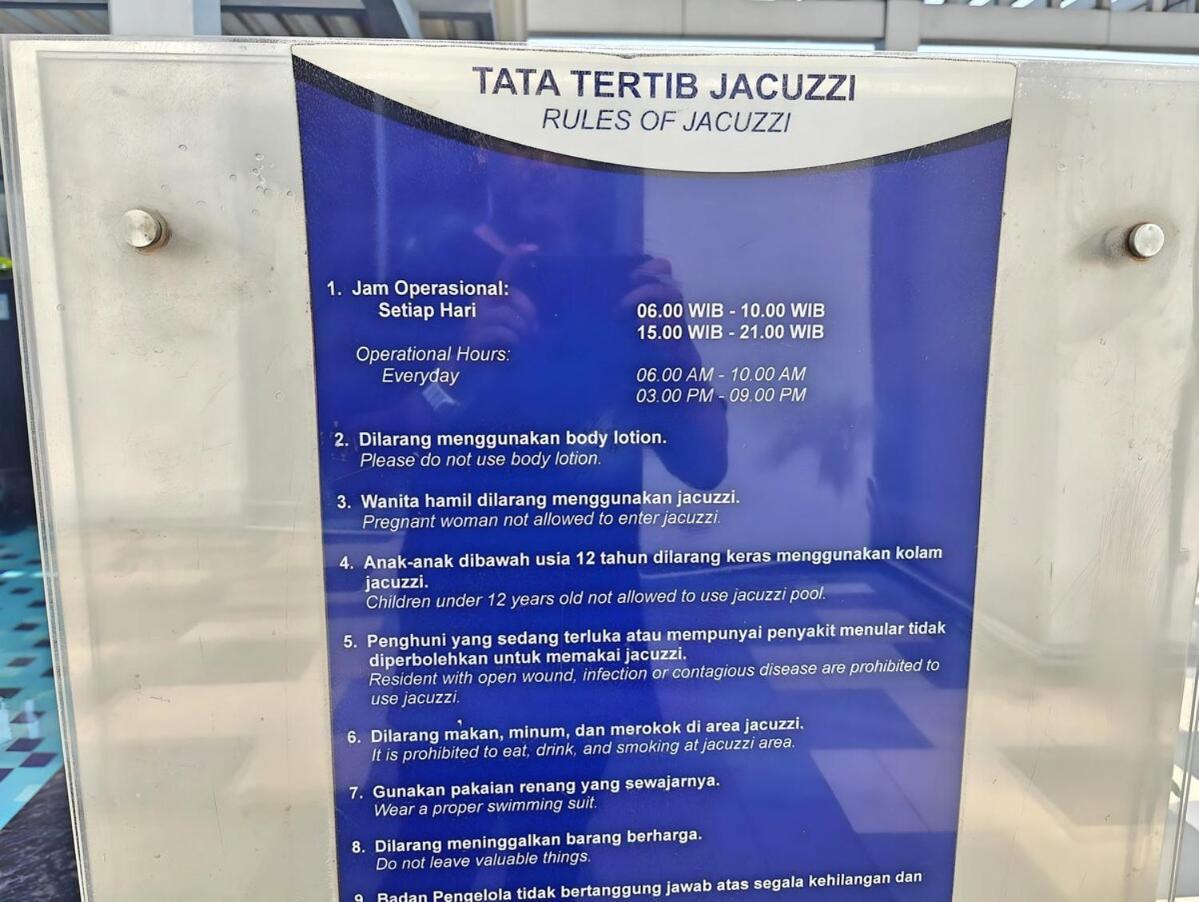 TATA TERTIB JACUZZI
RULES OF JACUZZI
1. Jam Operasional:
Setiap Hari 06.00 WIB - 10.00 WIB
15.00 WIB - 21.00 WIB
Operational Hours:
Everyday 06.00 AM - 10.00 AM
03.00 PM - 09.00 PM
2. Dilarang menggunakan body lotion.
Please do not use body lotion.
3. Wanita hamil dilarang menggunakan jacuzzi.
Pregnant woman not allowed to enter jacuzzi.
4. Anak-anak dibawah usia 12 tahun dilarang keras menggunakan kolam
jacuzzi.
Children under 12 years old not allowed to use jacuzzi pool.
5. Penghuni yang sedang terluka atau mempunyai penyakit menular tidak
diperbolehkan untuk memakai jacuzzi.
Resident with open wound, infection or contagious disease are prohibited to
use jacuzzi.
6. Dilarang makan, minum, dan merokok di area jacuzzi.
It is prohibited to eat, drink, and smoking at jacuzzi area.
7. Gunakan pakaian renang yang sewajarnya.
Wear a proper swimming suit.
8. Dilarang meninggalkan barang berharga.
Do not leave valuable things.
9. Badan Pengelola tidak bertanggung jawab atas segala kehilangan dan